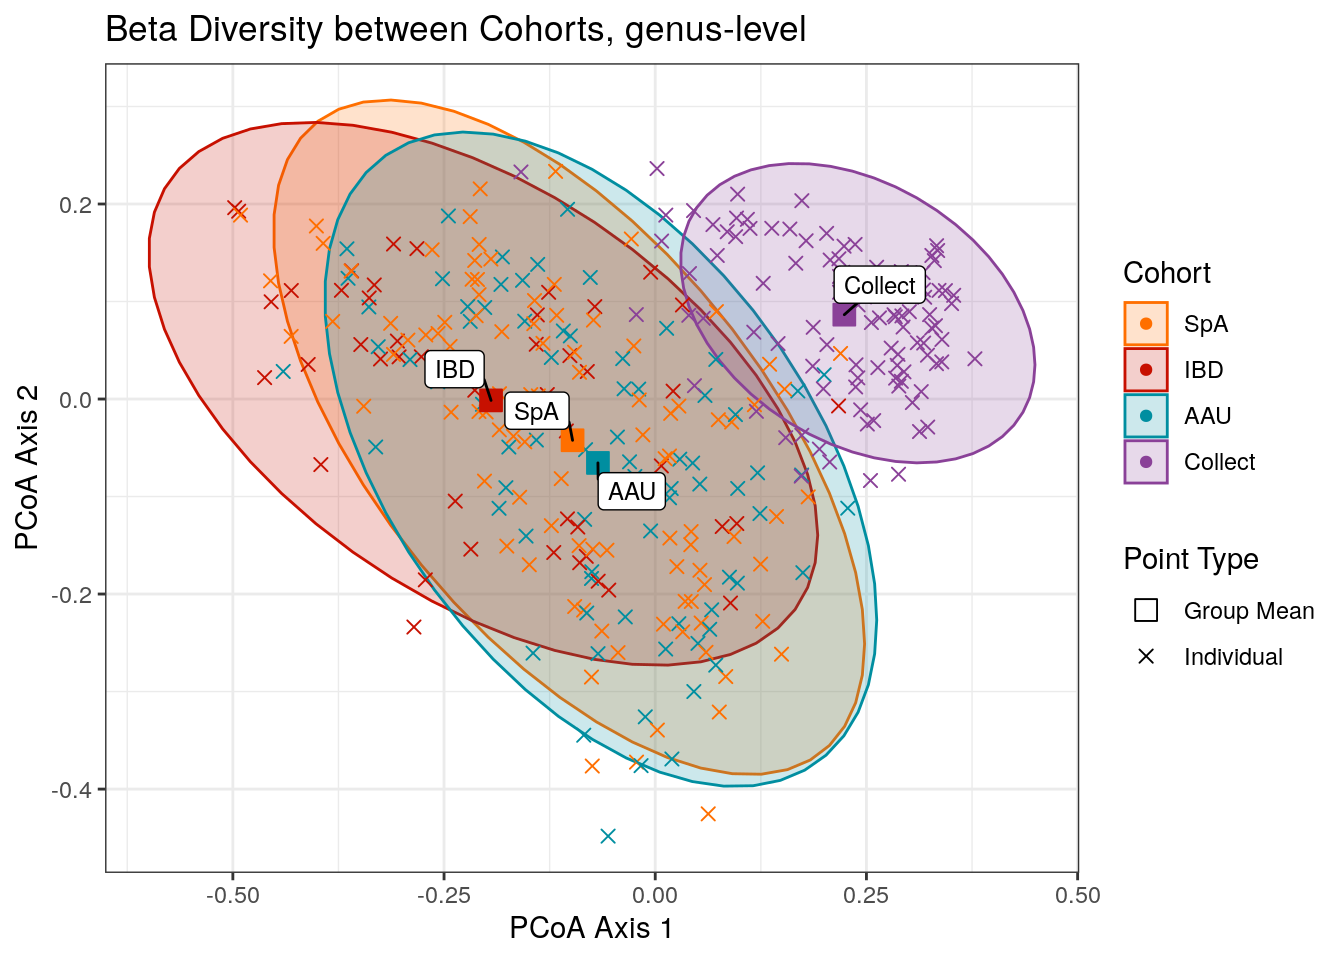 Beta Diversity between Cohorts, genus-level
PCoA Axis 2
0.2
0.0
-0.2
-0.4
Collect
IBD
SpA
AAU
-0.50
-0.25
0.00
0.25
0.50
PCoA Axis 1
Cohort
SpA
IBD
AAU
Collect
Point Type
Group Mean
Individual